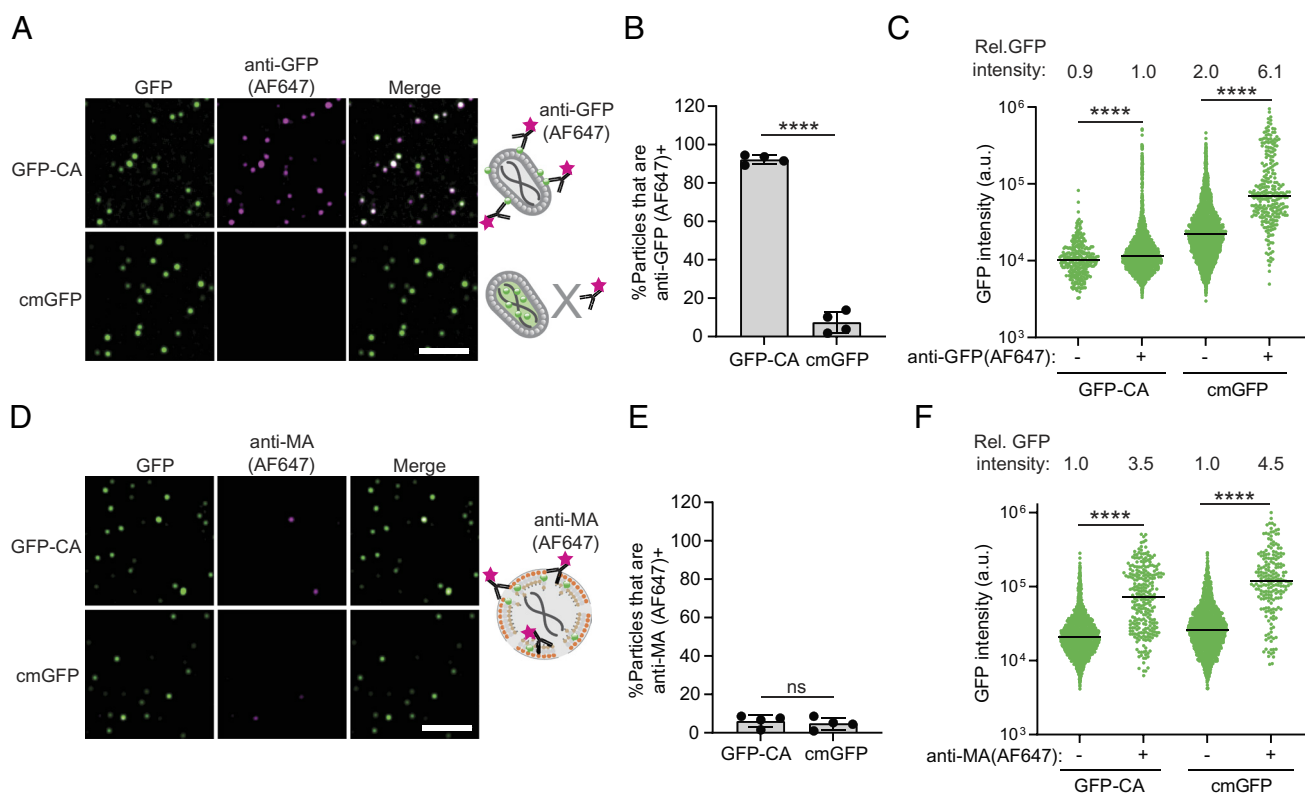 A
GFP
anti-GFP
(AF647)
Merge
GFP-CA
cmGFP
anti-GFP
(AF647)
X
B
%Particles that are
anti-GFP (AF647)+
120
100
80
60
40
20
0
****
GFP-CA cmGFP
C
Rel.GFP
intensity: 0.9 1.0 2.0 6.1
**** ****
GFP intensity (a.u.)
10⁶
10⁵
10⁴
10³
anti-GFP(AF647): - + - +
GFP-CA cmGFP
D
GFP
anti-MA
(AF647)
Merge
GFP-CA
cmGFP
anti-MA
(AF647)
E
%Particles that are
anti-MA (AF647)+
120
100
80
60
40
20
0
ns
GFP-CA cmGFP
F
Rel. GFP
intensity: 1.0 3.5 1.0 4.5
**** ****
GFP intensity (a.u.)
10⁶
10⁵
10⁴
10³
anti-MA(AF647): - + - +
GFP-CA cmGFP